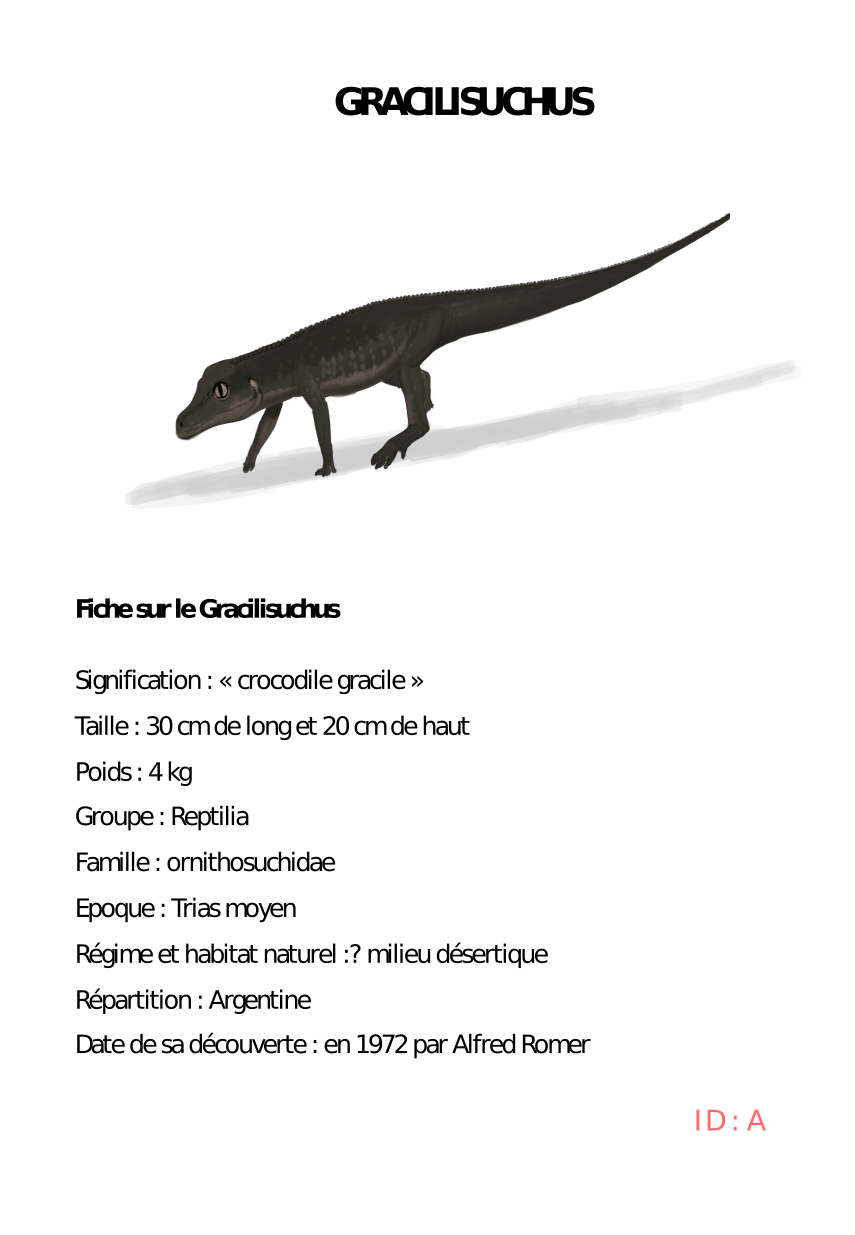 GRACILISUCHUS
Fiche sur le Gracilisuchus
Signification : « crocodile gracile »
Taille : 30 cm de long et 20 cm de haut
Poids : 4 kg
Groupe : Reptilia
Famille : ornithosuchidae
Epoque : Trias moyen
Régime et habitat naturel :? milieu désertique
Répartition : Argentine
Date de sa découverte : en 1972 par Alfred Romer
ID : A